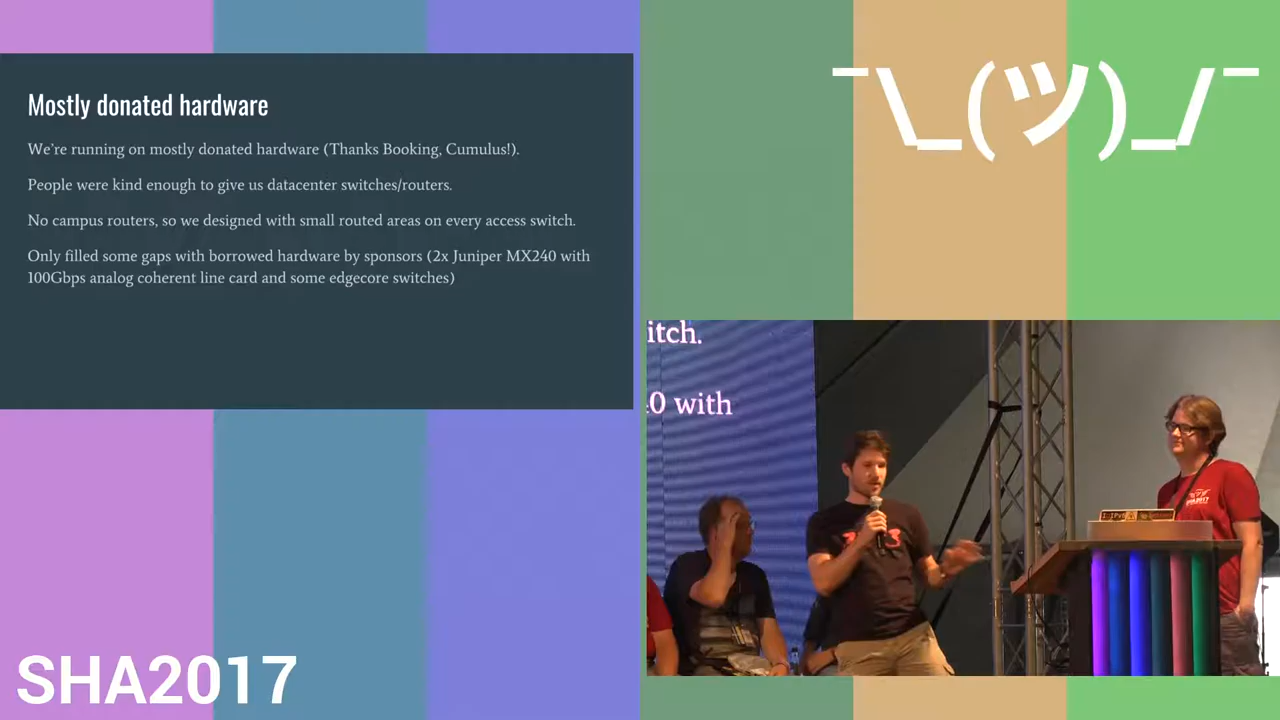 Mostly donated hardware
We're running on mostly donated hardware (Thanks Booking, Cumulus!).
People were kind enough to give us datacenter switches/routers.
No campus routers, so we designed with small routed areas on every access switch.
Only filled some gaps with borrowed hardware by sponsors (2x Juniper MX240 with
100Gbps analog coherent line card and some edgecore switches)
¯\_(ツ)_/¯
itch.
0 with
SHA2017
SHA2017